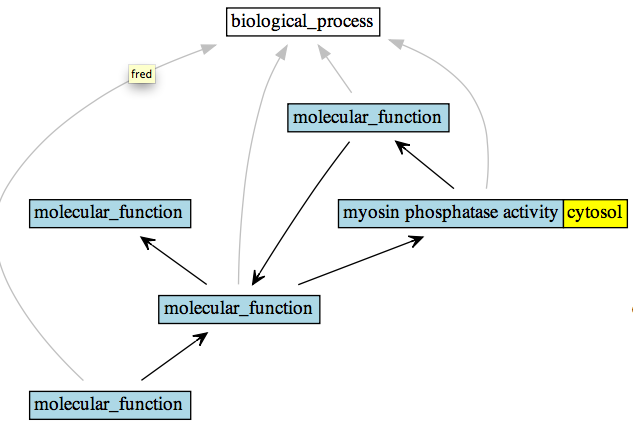 biological_process
fred
molecular_function
molecular_function
myosin phosphatase activity cytosol
molecular_function
molecular_function